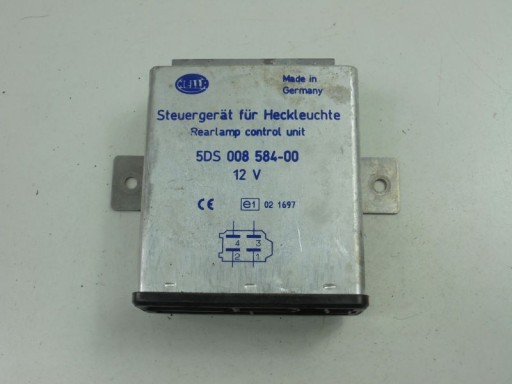 HELLA
Made in
Germany
Steuergerät für Heckleuchte
Rearlamp control unit
5DS 008 584-00
12 V
CE e1 02 1697
4 3
2 1